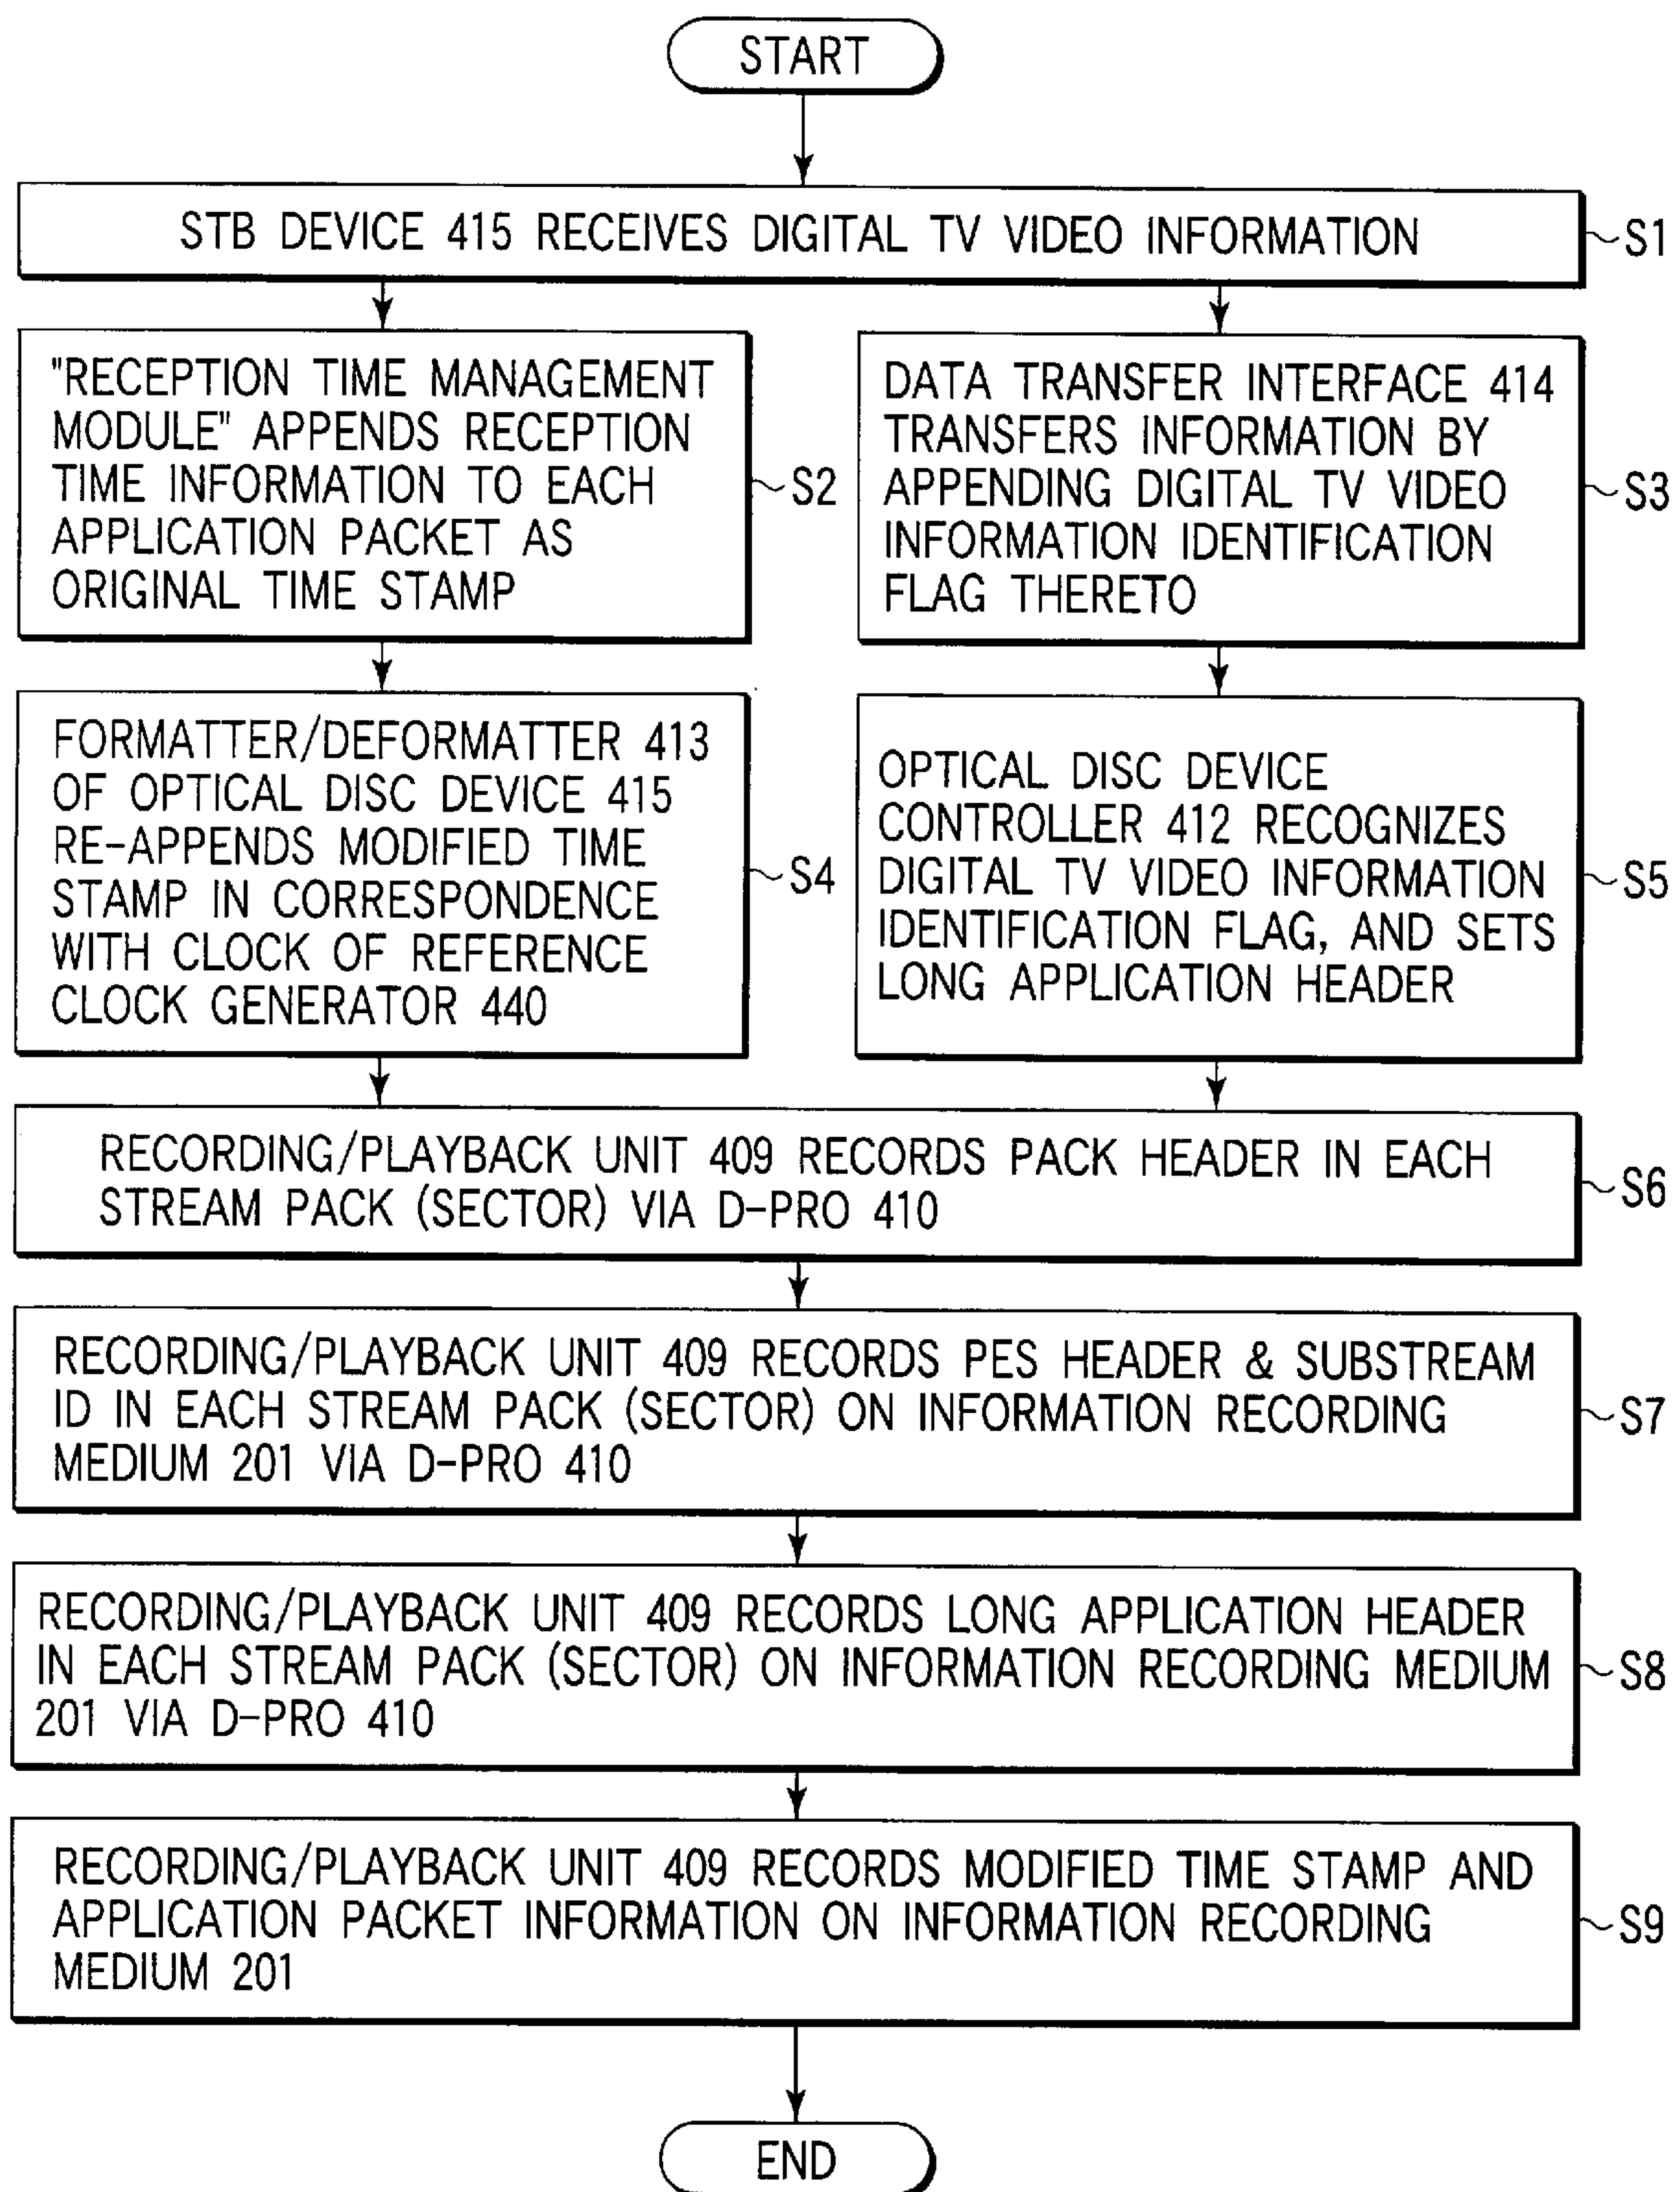 START
STB DEVICE 415 RECEIVES DIGITAL TV VIDEO INFORMATION
S1
"RECEPTION TIME MANAGEMENT
MODULE" APPENDS RECEPTION
TIME INFORMATION TO EACH
APPLICATION PACKET AS
ORIGINAL TIME STAMP
S2
DATA TRANSFER INTERFACE 414
TRANSFERS INFORMATION BY
APPENDING DIGITAL TV VIDEO
INFORMATION IDENTIFICATION
FLAG THERETO
S3
FORMATTER/DEFORMATTER 413
OF OPTICAL DISC DEVICE 415
RE-APPENDS MODIFIED TIME
STAMP IN CORRESPONDENCE
WITH CLOCK OF REFERENCE
CLOCK GENERATOR 440
S4
OPTICAL DISC DEVICE
CONTROLLER 412 RECOGNIZES
DIGITAL TV VIDEO INFORMATION
IDENTIFICATION FLAG, AND SETS
LONG APPLICATION HEADER
S5
RECORDING/PLAYBACK UNIT 409 RECORDS PACK HEADER IN EACH
STREAM PACK (SECTOR) VIA D-PRO 410
S6
RECORDING/PLAYBACK UNIT 409 RECORDS PES HEADER & SUBSTREAM
ID IN EACH STREAM PACK (SECTOR) ON INFORMATION RECORDING
MEDIUM 201 VIA D-PRO 410
S7
RECORDING/PLAYBACK UNIT 409 RECORDS LONG APPLICATION HEADER
IN EACH STREAM PACK (SECTOR) ON INFORMATION RECORDING MEDIUM
201 VIA D-PRO 410
S8
RECORDING/PLAYBACK UNIT 409 RECORDS MODIFIED TIME STAMP AND
APPLICATION PACKET INFORMATION ON INFORMATION RECORDING
MEDIUM 201
S9
END